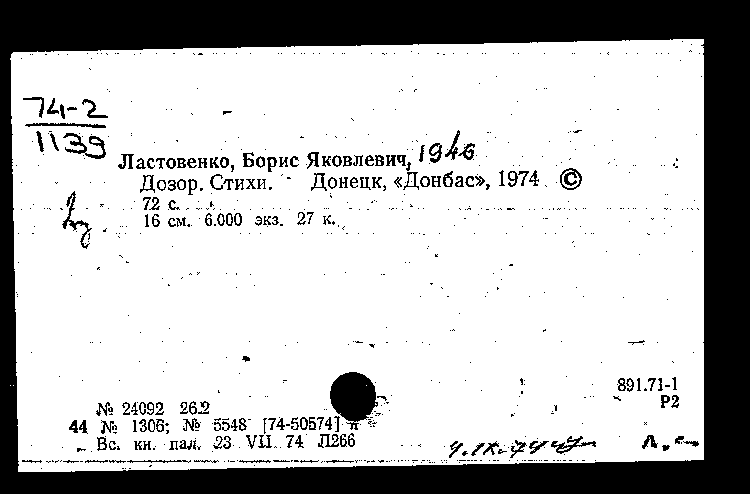 74-2
1139
Ластовенко, Борис Яковлевич, 1946
Дозор. Стихи. Донецк, «Донбас», 1974 ©
72 с.
16 см. 6.000 экз. 27 к.
891.71-1
Р2
№ 24092 26.2
44 № 1306; № 5548 [74-50574] п
Вс. кн. пал. 23 VII 74 Л266